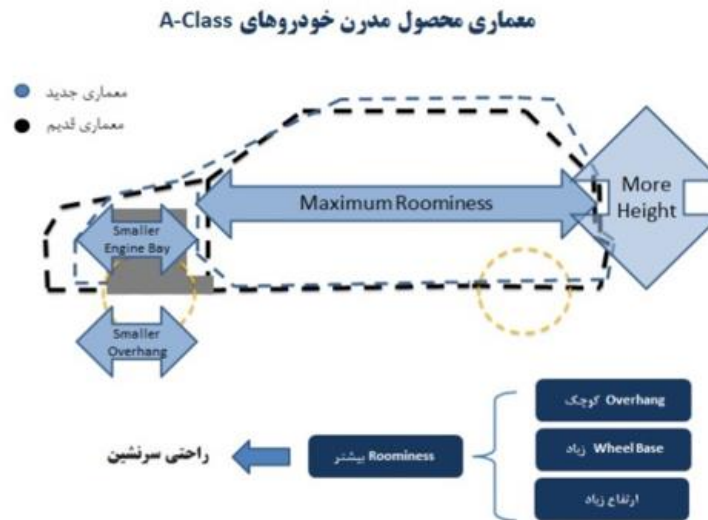 معماری محصول مدرن خودروهای A-Class
معماری جدید
معماری قدیم
More
Height
Maximum Roominess
Smaller
Engine Bay
Smaller
Overhang
Overhang کوچک
Wheel Base زیاد
ارتفاع زیاد
Roominess بیشتر
راحتی سرنشین